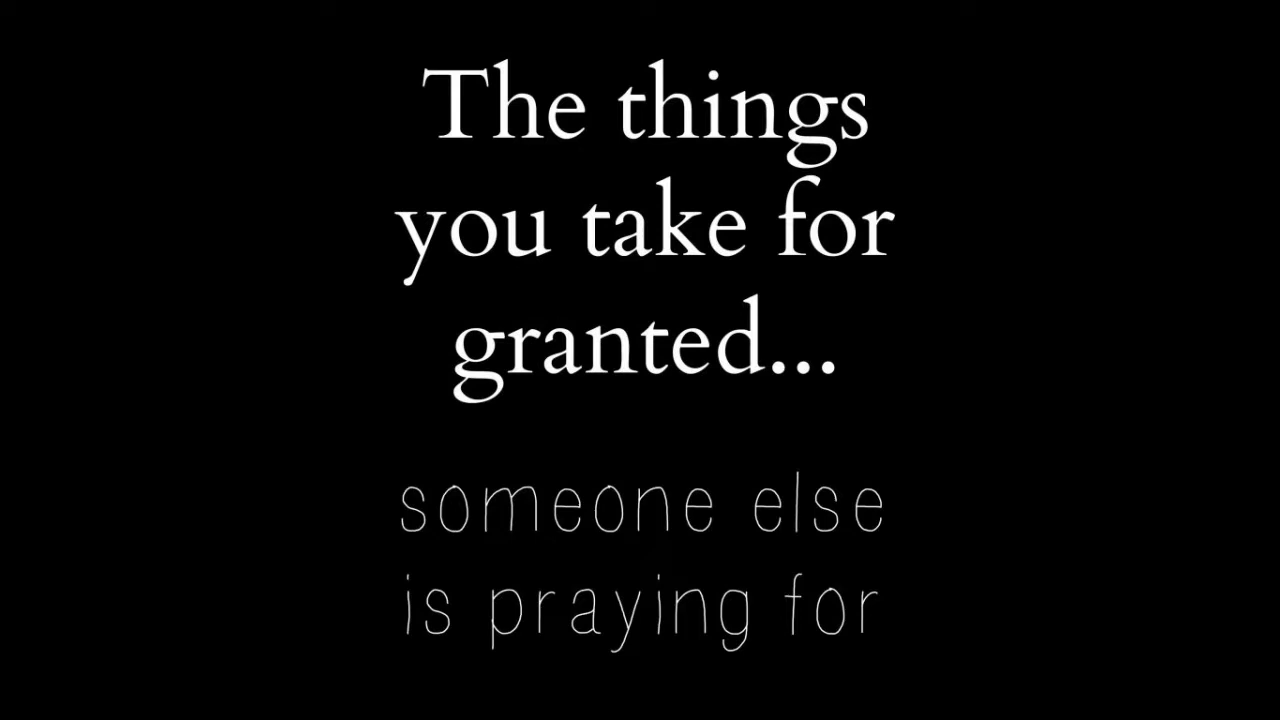 The things
you take for
granted...
someone else
is praying for